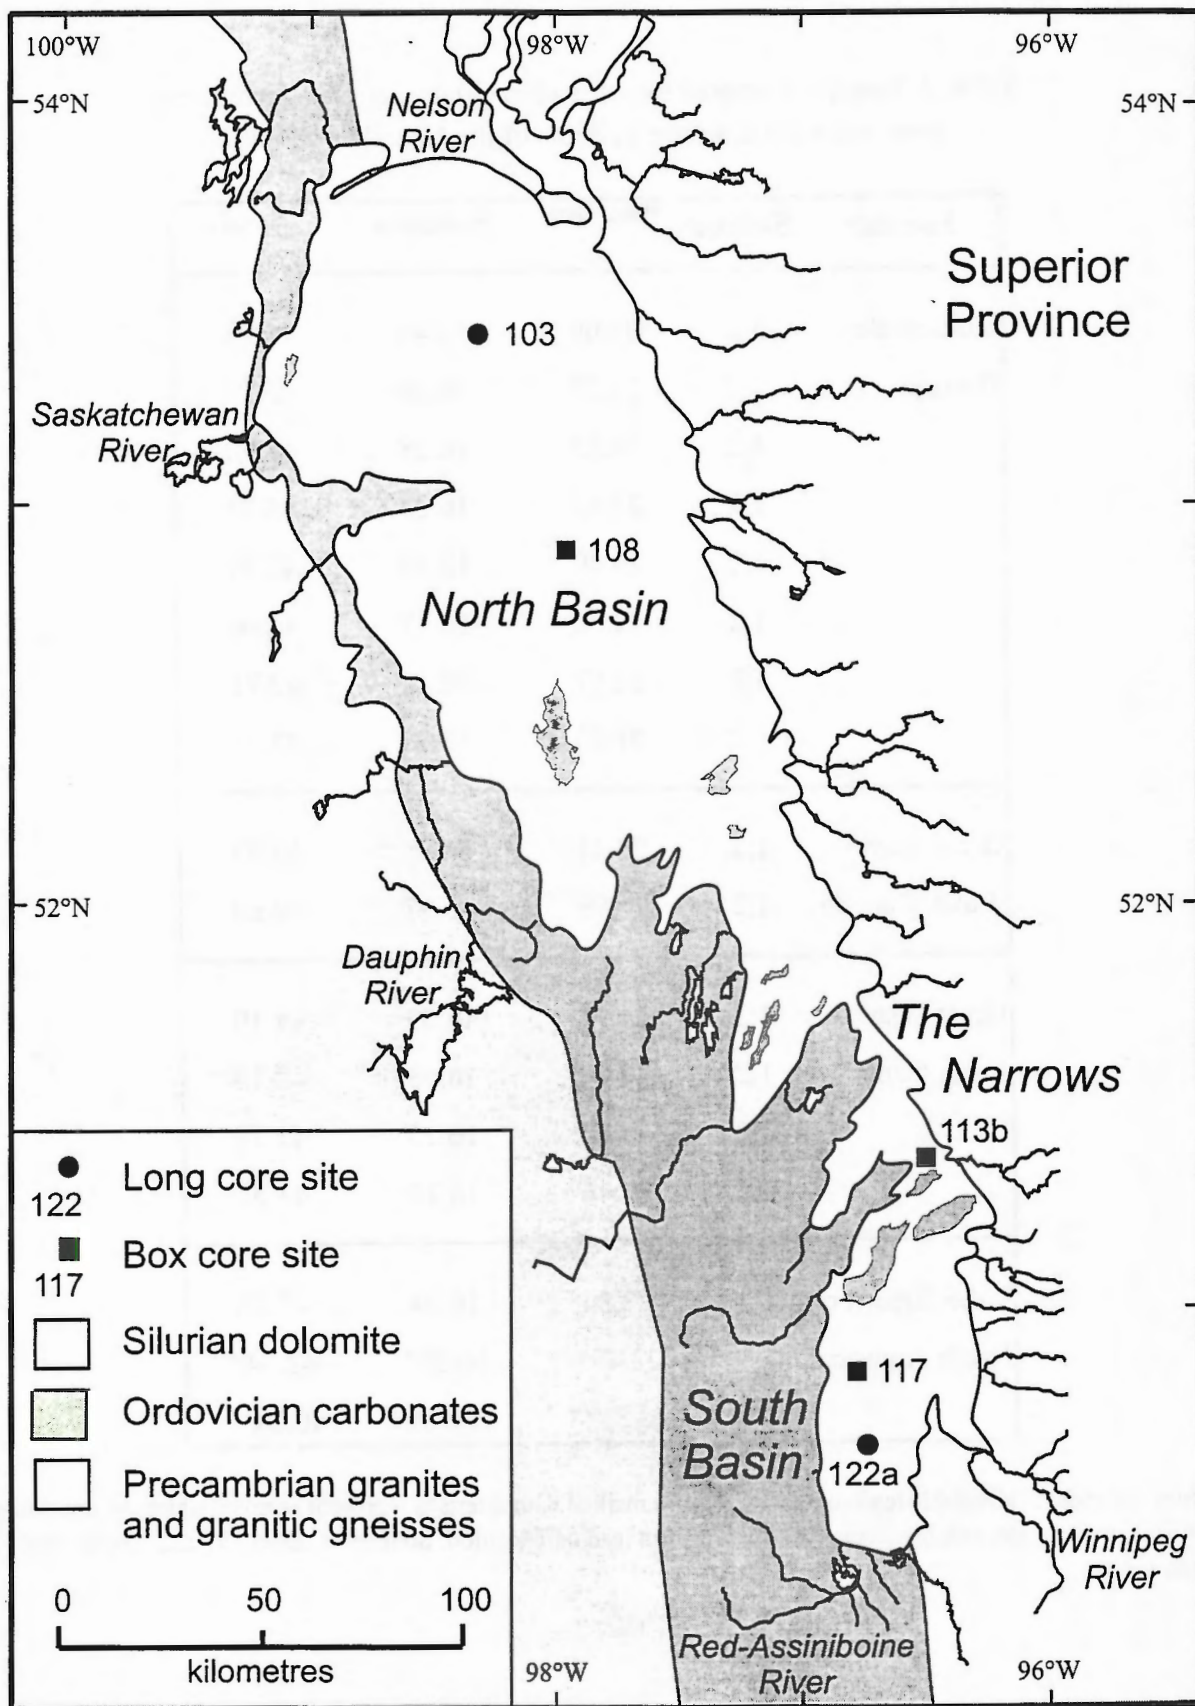 100°W
98°W
96°W
54°N
54°N
Nelson
River
Superior
Province
103
Saskatchewan
River
108
North Basin
52°N
52°N
Dauphin
River
The
Narrows
113b
122
Long core site
117
Box core site
Silurian dolomite
Ordovician carbonates
Precambrian granites
and granitic gneisses
0
50
100
kilometres
117
South
Basin
122a
Winnipeg
River
Red-Assiniboine
River
98°W
96°W